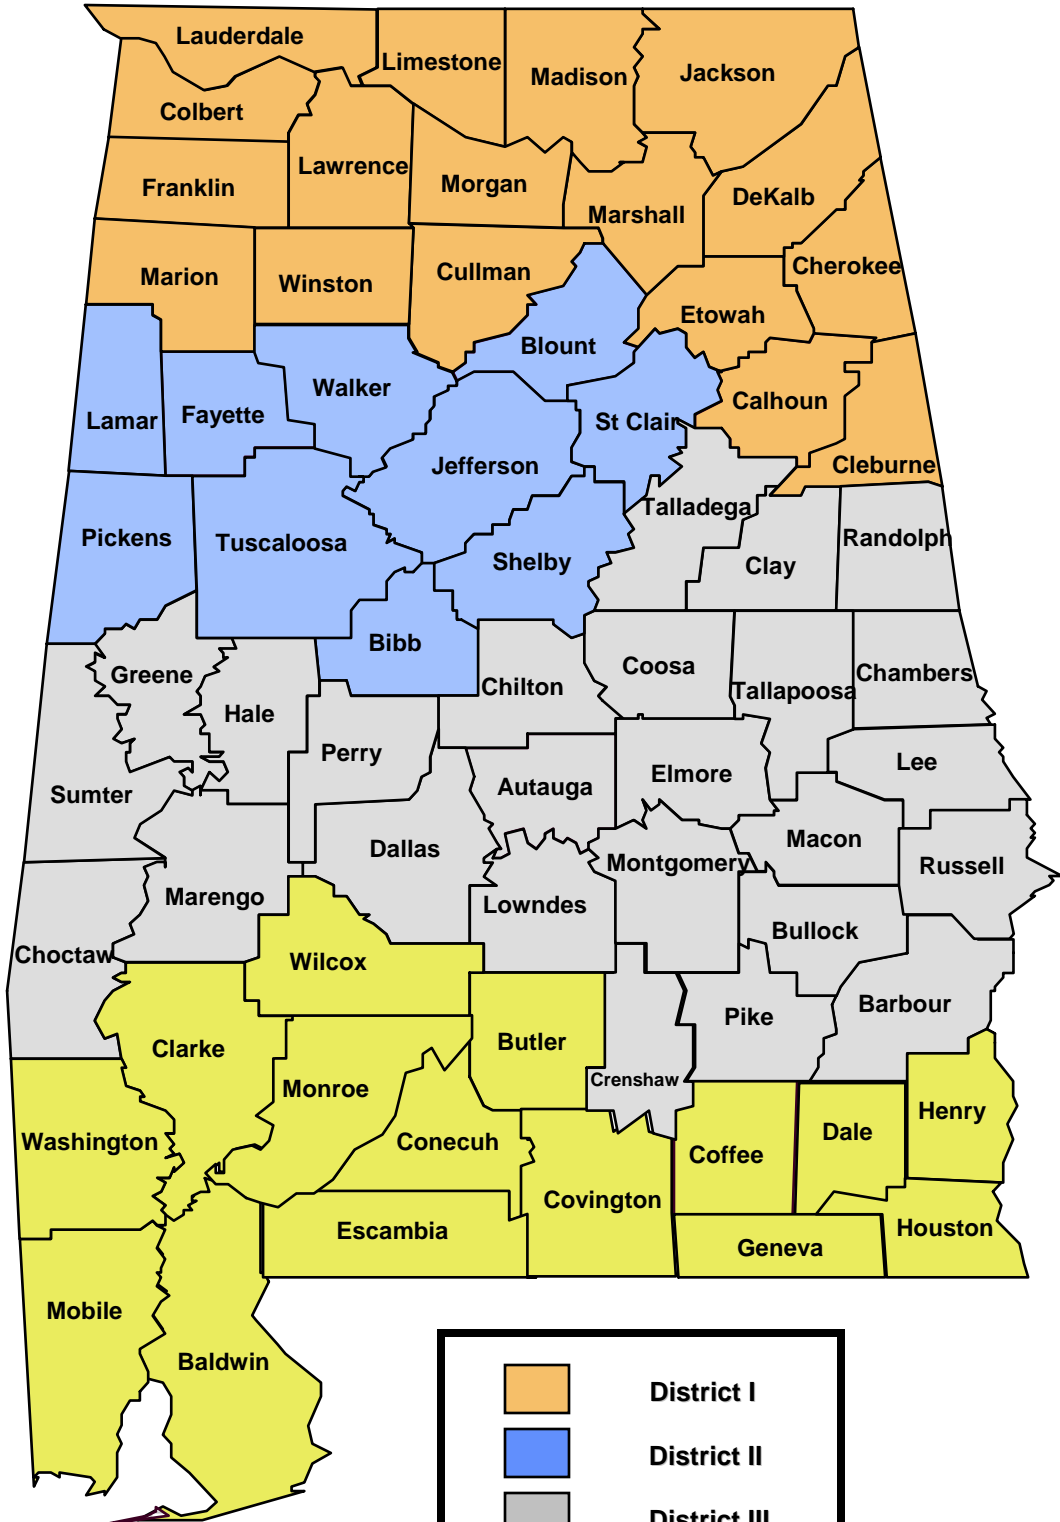 Lauderdale
Limestone
Madison
Jackson
Colbert
Lawrence
Morgan
Franklin
DeKalb
Marshall
Cherokee
Marion
Winston
Cullman
Etowah
Blount
Walker
Calhoun
Lamar
Fayette
St Clair
Jefferson
Cleburne
Talladega
Pickens
Tuscaloosa
Shelby
Clay
Randolph
Bibb
Greene
Coosa
Chambers
Chilton
Tallapoosa
Hale
Perry
Lee
Sumter
Autauga
Elmore
Macon
Dallas
Montgomery
Russell
Marengo
Lowndes
Bullock
Choctaw
Wilcox
Barbour
Pike
Clarke
Butler
Crenshaw
Monroe
Henry
Washington
Conecuh
Coffee
Dale
Covington
Escambia
Houston
Geneva
Mobile
Baldwin
District I
District II
District III